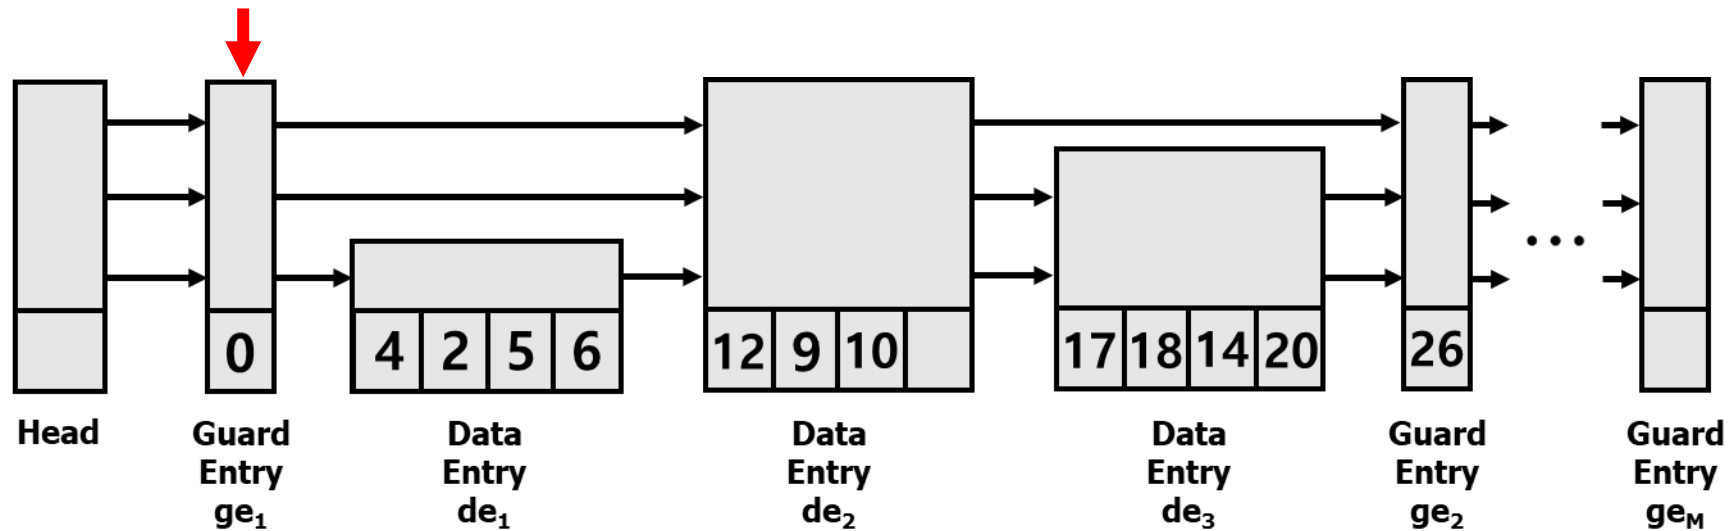 0
4 2 5 6
12 9 10
17 18 14 20
26
...
Head
Guard
Entry
ge1
Data
Entry
de1
Data
Entry
de2
Data
Entry
de3
Guard
Entry
ge2
Guard
Entry
geM